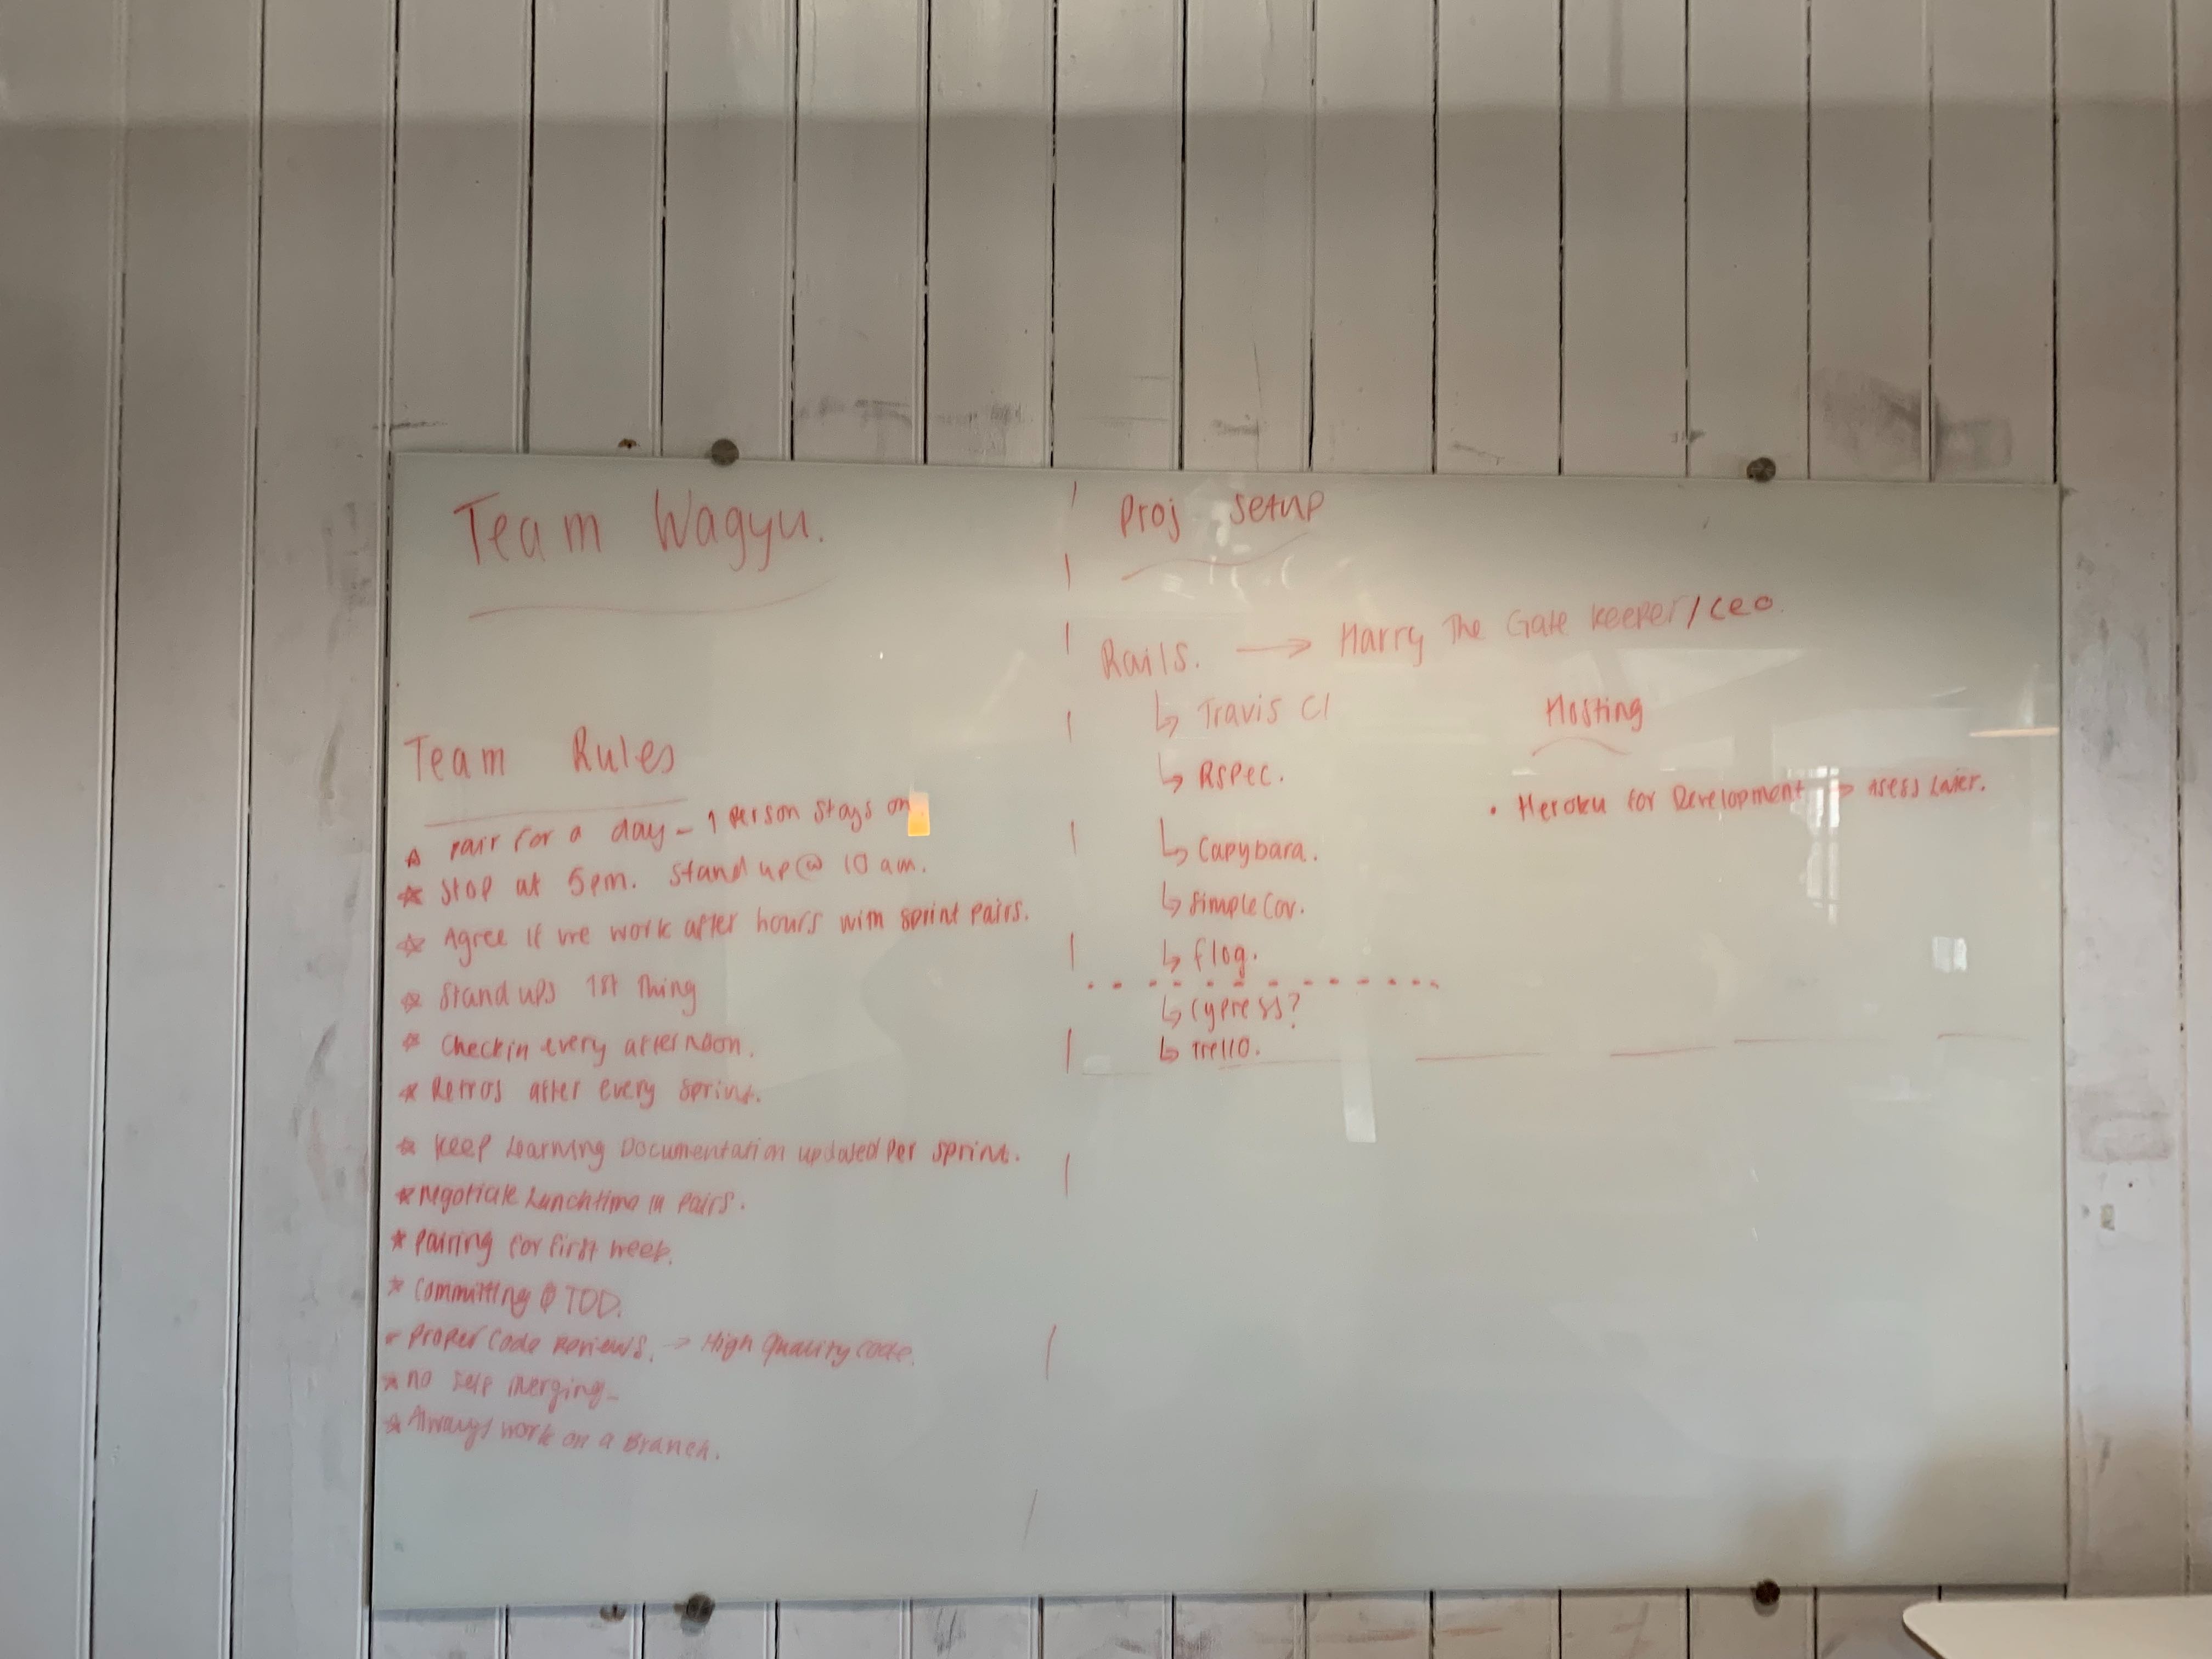 Team Wagyu.
Team Rules
Pair for a day - 1 Person stays on
Stop at 5pm. Stand up @ 10 am.
Agree if we work after hours with sprint pairs.
Stand ups 1st Thing
Checkin every afternoon.
Retros after every sprint.
Keep Learning Documentation updated Per sprint.
Negotiate Lunchtime in pairs.
Pairing for first week.
Committing TDD.
Proper Code Reviews. → High Quality code.
no self merging
Always work on a Branch.
Proj setup
Rails. → Harry The Gate Keeper/CEO.
↳ Travis CI
↳ RSpec.
↳ Capybara.
↳ SimpleCov.
↳ flog.
↳ Cypress?
↳ Trello.
Hosting
• Heroku for Development → asess Later.